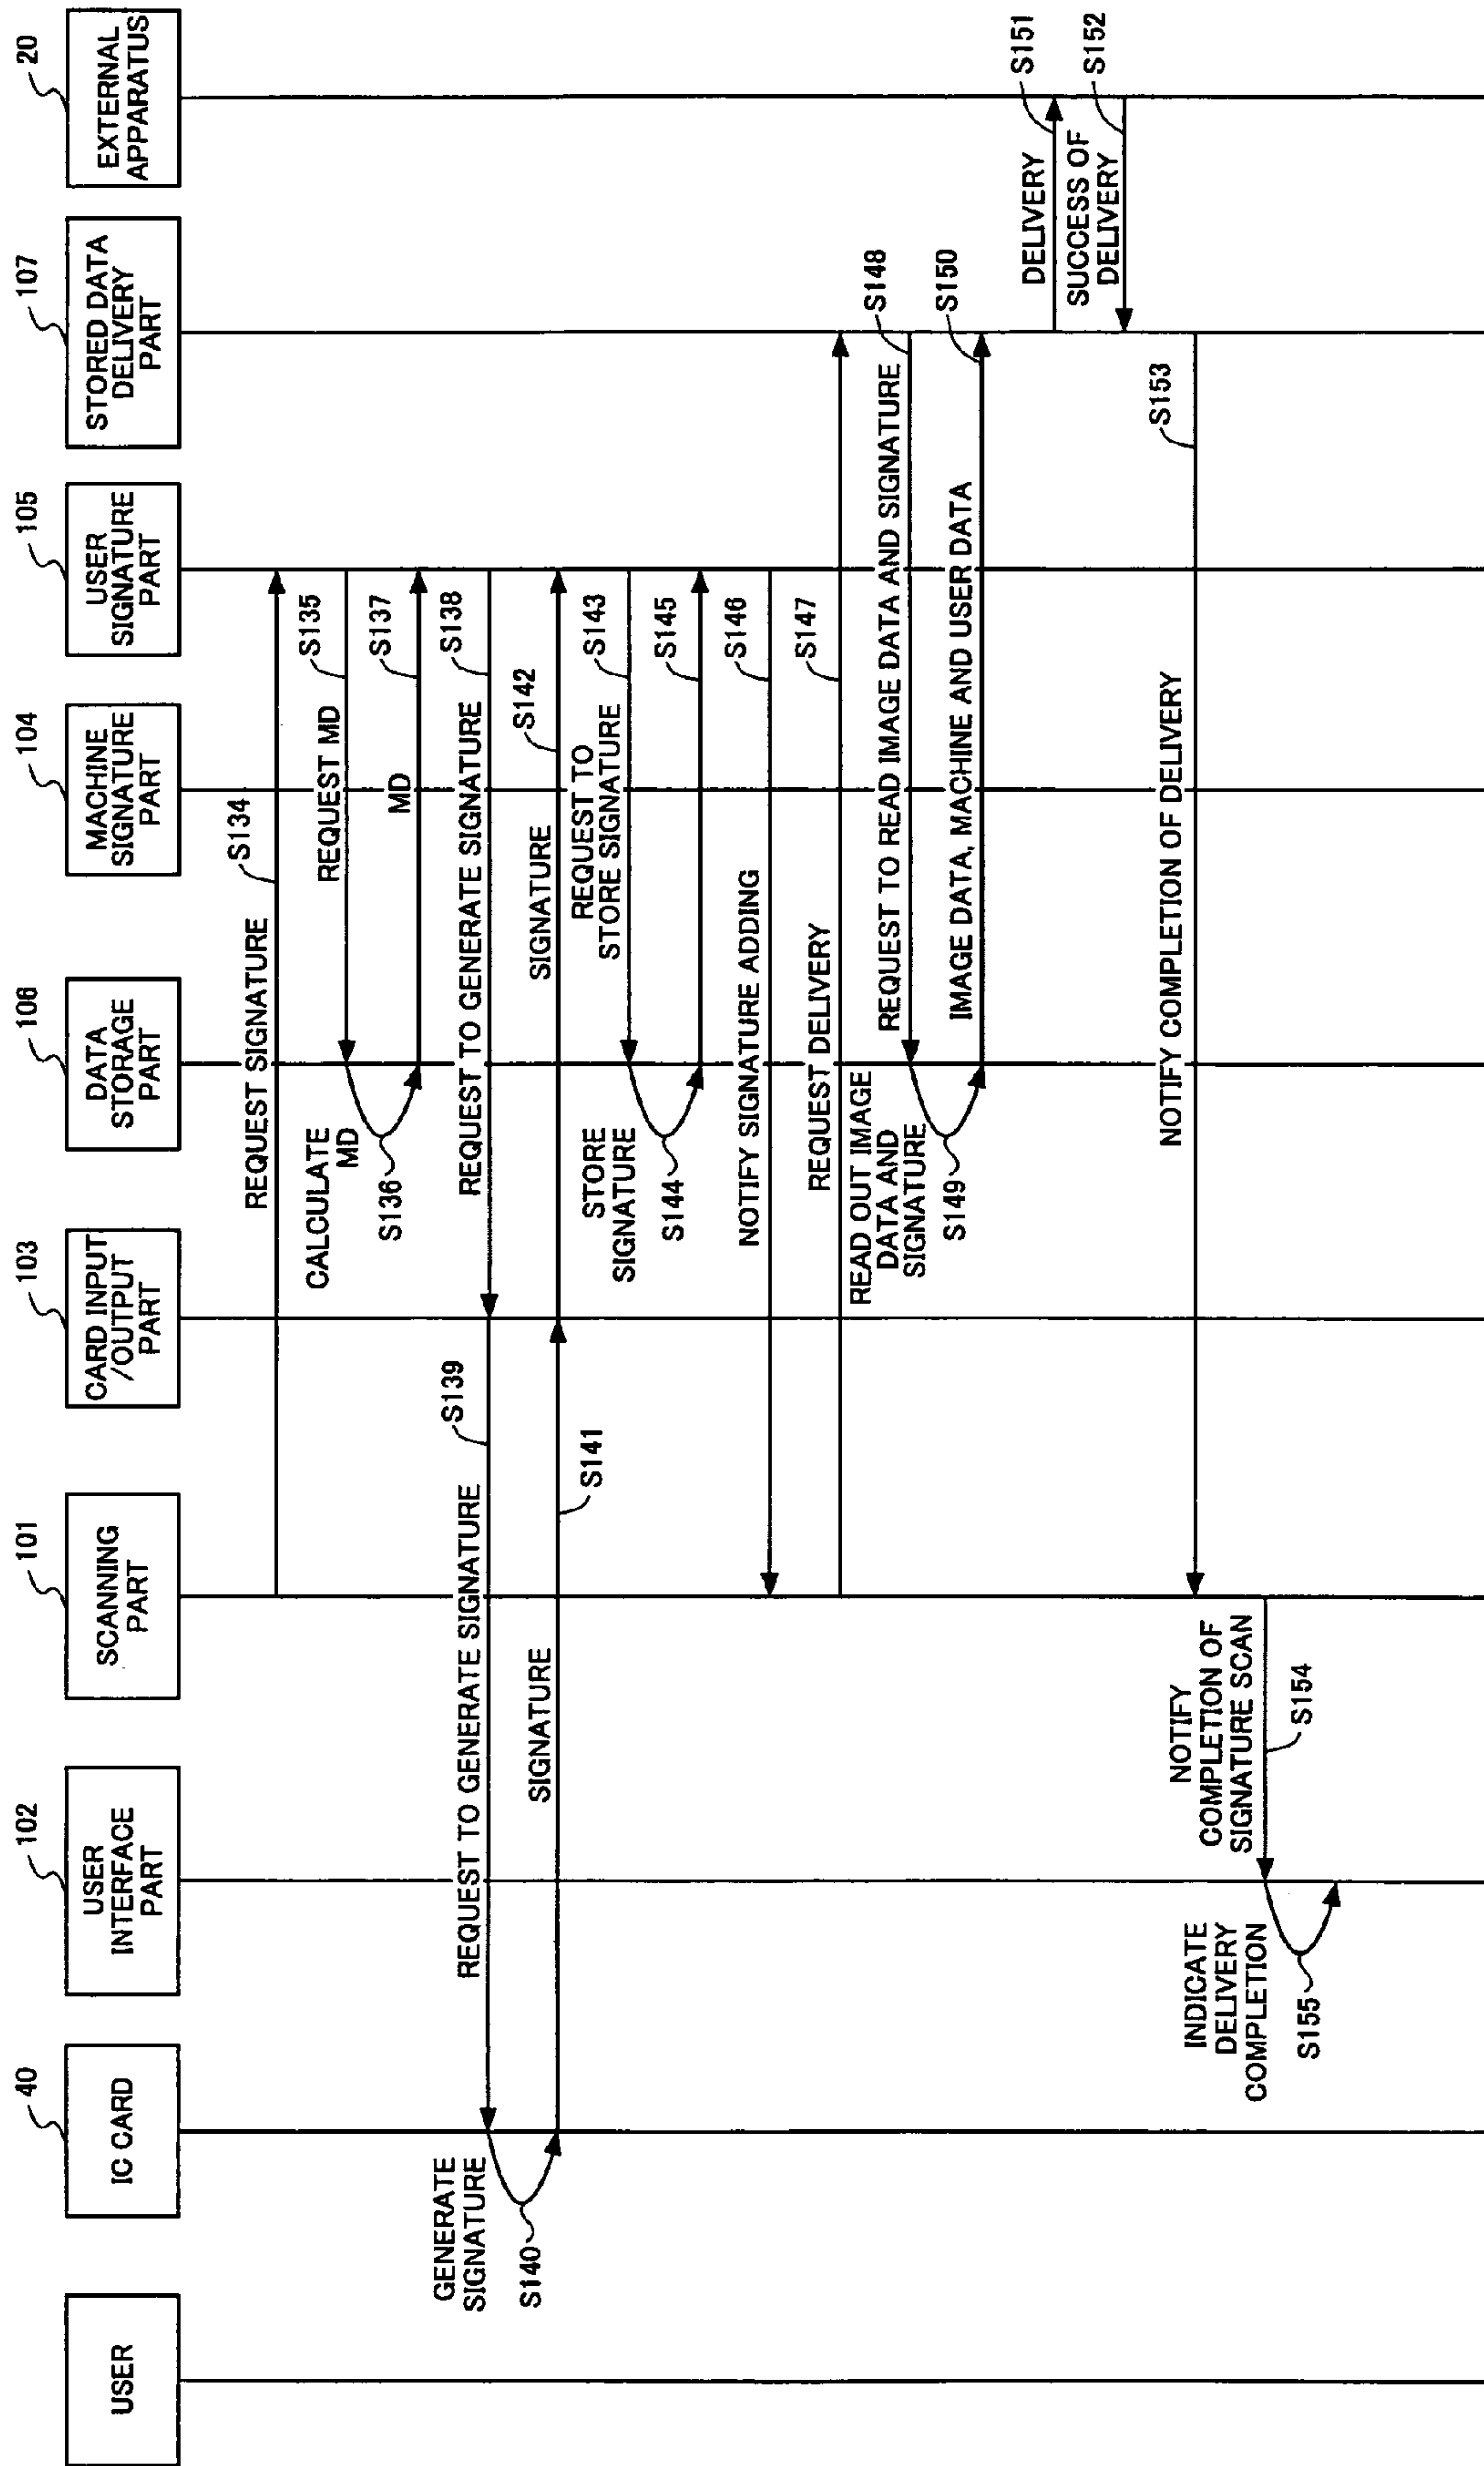 USER
40
IC CARD
102
USER
INTERFACE
PART
101
SCANNING
PART
103
CARD INPUT
/OUTPUT
PART
106
DATA
STORAGE
PART
104
MACHINE
SIGNATURE
PART
105
USER
SIGNATURE
PART
107
STORED DATA
DELIVERY
PART
20
EXTERNAL
APPARATUS
REQUEST SIGNATURE
S134
REQUEST MD
S135
CALCULATE
MD
S136
MD
S137
REQUEST TO GENERATE SIGNATURE
S138
REQUEST TO GENERATE SIGNATURE
S139
GENERATE
SIGNATURE
S140
SIGNATURE
S141
SIGNATURE
S142
REQUEST TO
STORE SIGNATURE
S143
STORE
SIGNATURE
S144
S145
NOTIFY SIGNATURE ADDING
S146
REQUEST DELIVERY
S147
REQUEST TO READ IMAGE DATA AND SIGNATURE
S148
READ OUT IMAGE
DATA AND
SIGNATURE
S149
IMAGE DATA, MACHINE AND USER DATA
S150
DELIVERY
S151
SUCCESS OF
DELIVERY
S152
NOTIFY COMPLETION OF DELIVERY
S153
NOTIFY
COMPLETION OF
SIGNATURE SCAN
S154
INDICATE
DELIVERY
COMPLETION
S155